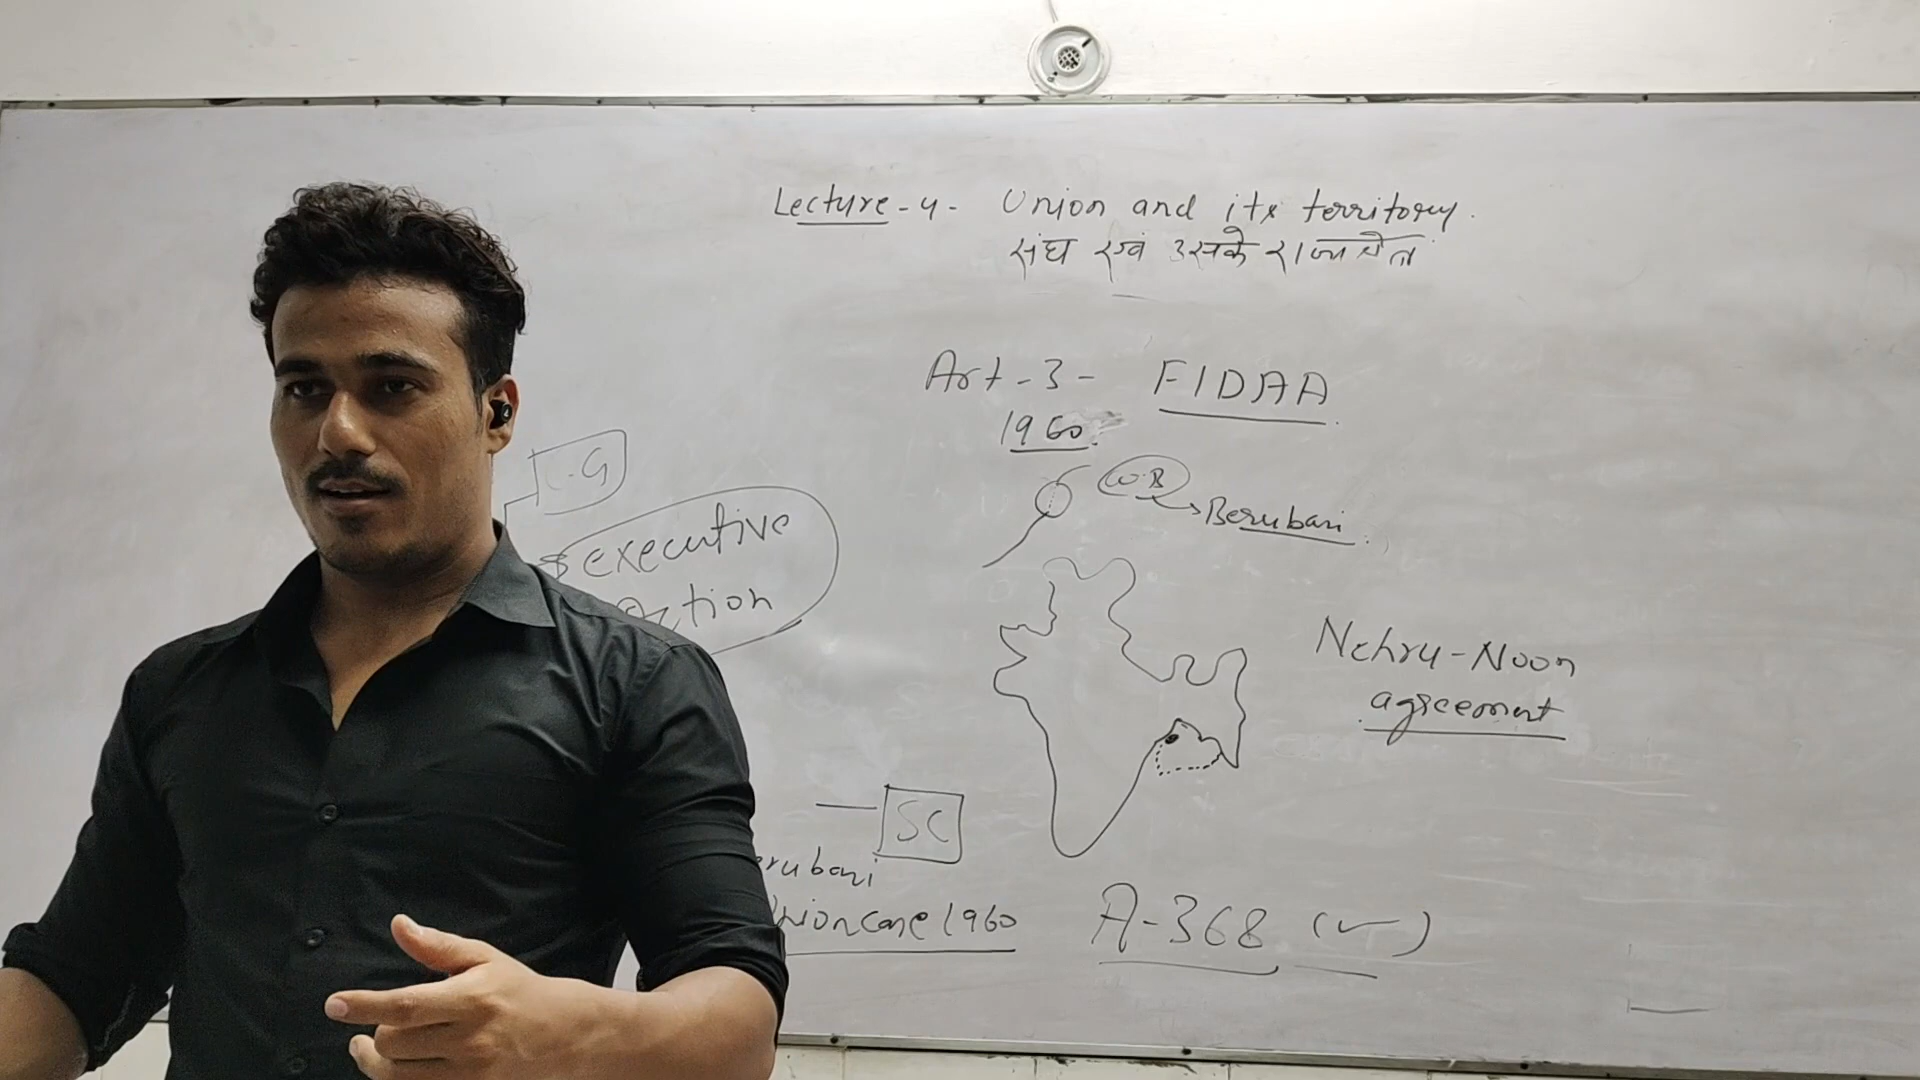 Lecture-4- Union and its territory.
संघ एवं उसके राज्यक्षेत्र
Art-3- FIDAA
1960.
W.B
Berubari.
C-G
executive
Action
Nehru-Noon
agreement
SC
erubari
Union case 1960
A-368 (✓)